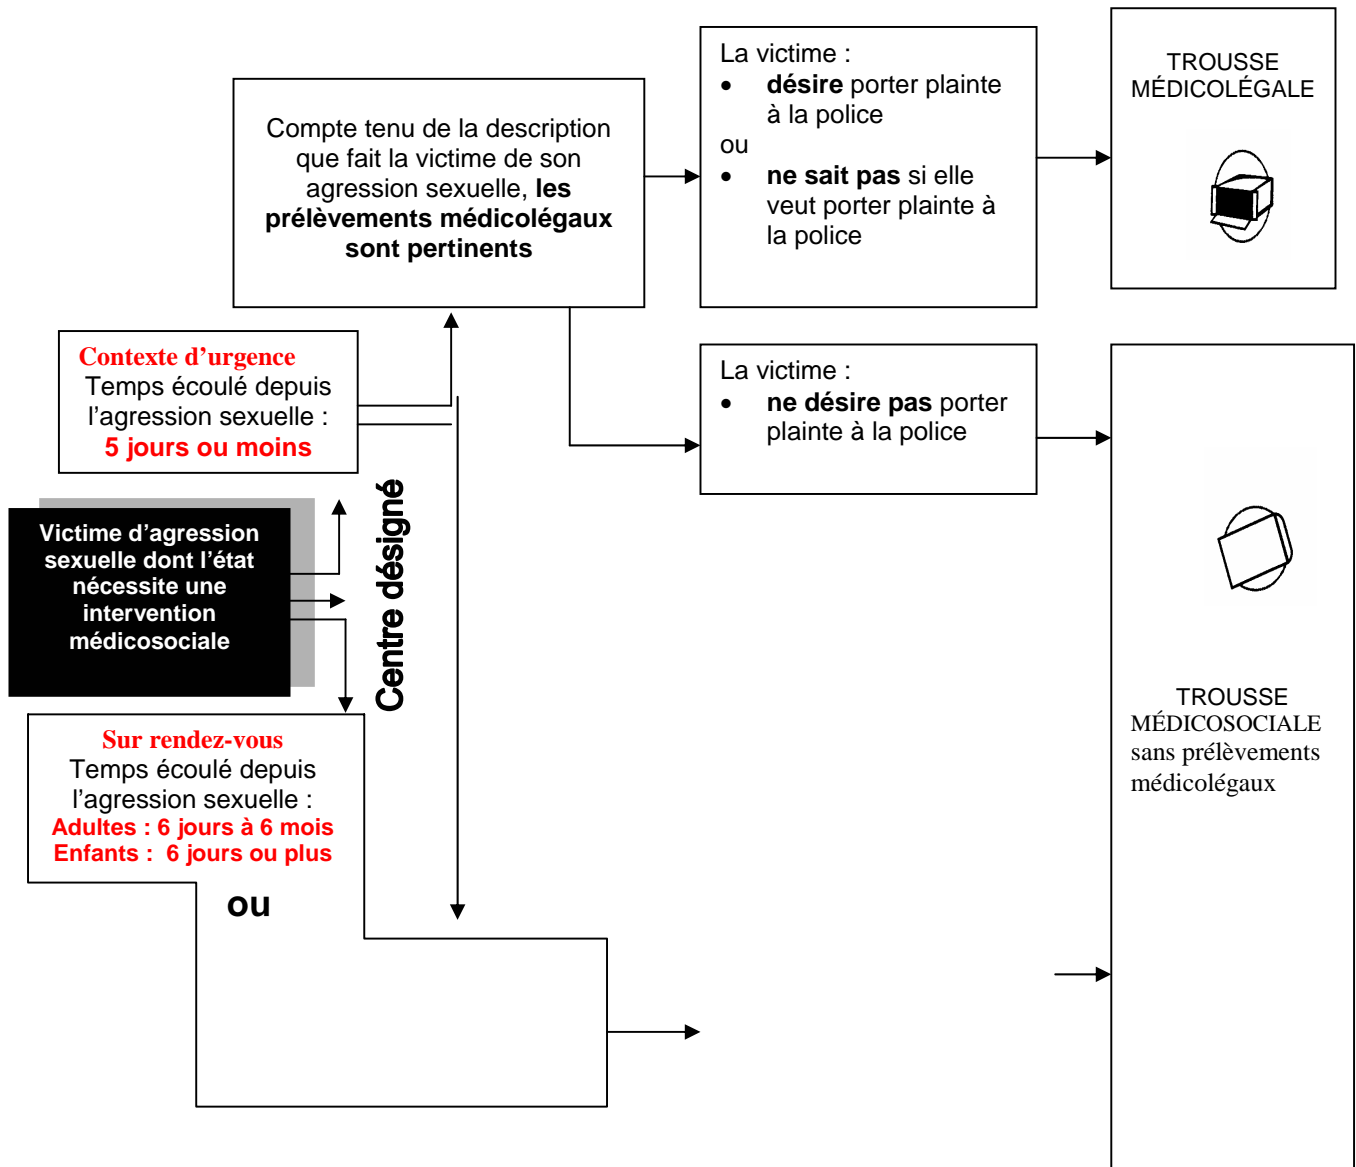 Compte tenu de la description
que fait la victime de son
agression sexuelle, les
prélèvements médicolégaux
sont pertinents
La victime :
• désire porter plainte
à la police
ou
• ne sait pas si elle
veut porter plainte à
la police
TROUSSE
MÉDICOLÉGALE
Contexte d’urgence
Temps écoulé depuis
l’agression sexuelle :
5 jours ou moins
La victime :
• ne désire pas porter
plainte à la police
Victime d’agression
sexuelle dont l’état
nécessite une
intervention
médicosociale
Centre désigné
Sur rendez-vous
Temps écoulé depuis
l’agression sexuelle :
Adultes : 6 jours à 6 mois
Enfants : 6 jours ou plus
ou
TROUSSE
MÉDICOSOCIALE
sans prélèvements
médicolégaux